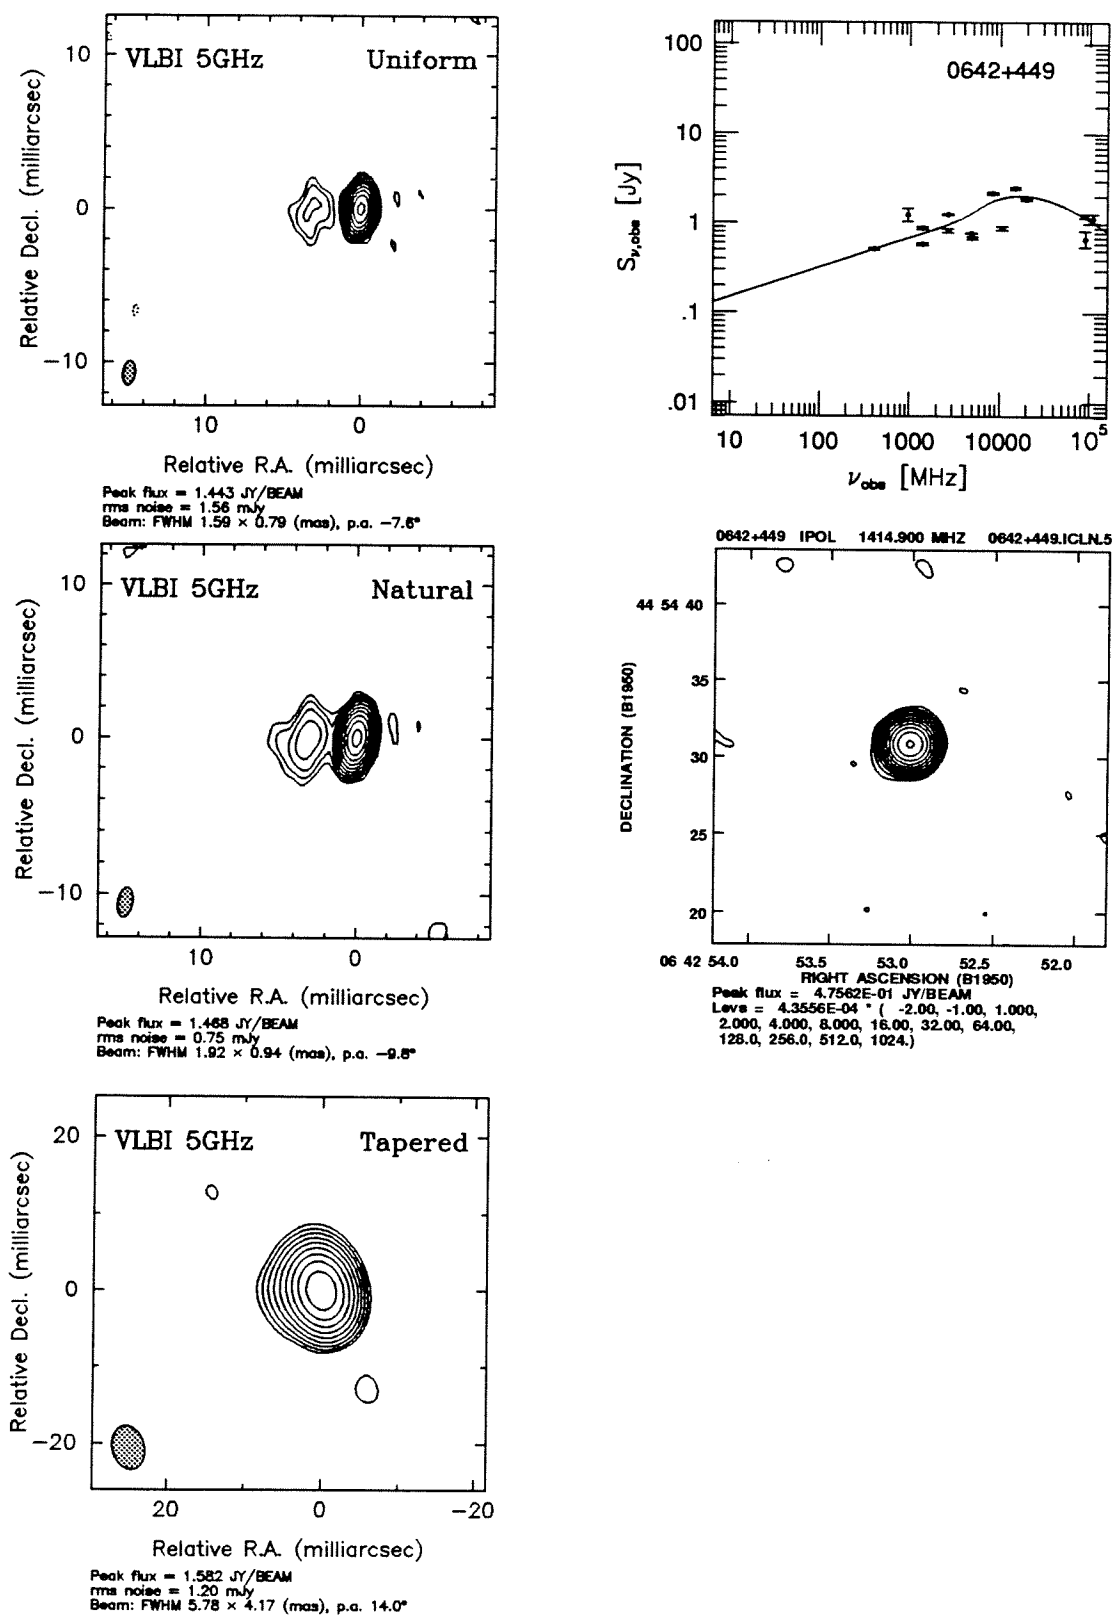 VLBI 5GHz Uniform
10
0
−10
Relative Decl. (milliarcsec)
10 0
Relative R.A. (milliarcsec)
Peak flux = 1.443 JY/BEAM
rms noise = 1.56 mJy
Beam: FWHM 1.59 × 0.79 (mas), p.a. −7.6°
0642+449
100
10
1
.1
.01
Sν,obs [Jy]
10 100 1000 10000 10⁵
νobs [MHz]
VLBI 5GHz Natural
10
0
−10
Relative Decl. (milliarcsec)
10 0
Relative R.A. (milliarcsec)
Peak flux = 1.468 JY/BEAM
rms noise = 0.75 mJy
Beam: FWHM 1.92 × 0.94 (mas), p.a. −9.8°
0642+449 IPOL 1414.900 MHZ 0642+449.ICLN.5
44 54 40
35
30
25
20
DECLINATION (B1950)
06 42 54.0 53.5 53.0 52.5 52.0
RIGHT ASCENSION (B1950)
Peak flux = 4.7562E-01 JY/BEAM
Levs = 4.3556E-04 * ( -2.00, -1.00, 1.000,
2.000, 4.000, 8.000, 16.00, 32.00, 64.00,
128.0, 256.0, 512.0, 1024.)
VLBI 5GHz Tapered
20
0
−20
Relative Decl. (milliarcsec)
20 0 −20
Relative R.A. (milliarcsec)
Peak flux = 1.582 JY/BEAM
rms noise = 1.20 mJy
Beam: FWHM 5.78 × 4.17 (mas), p.a. 14.0°